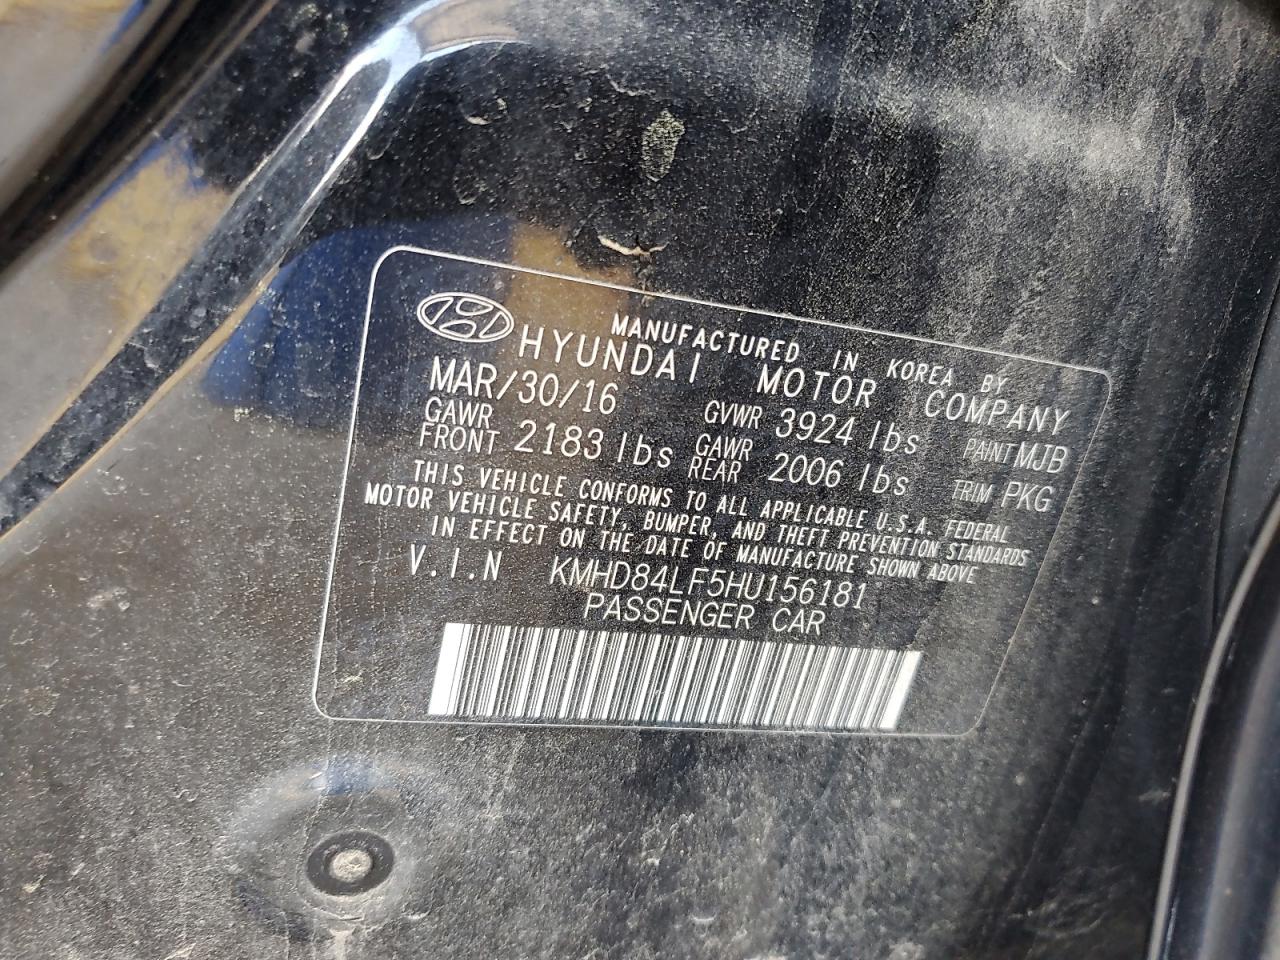 MANUFACTURED IN KOREA BY
HYUNDAI MOTOR COMPANY
MAR/30/16 GVWR 3924 lbs PAINT MJB
GAWR FRONT 2183 lbs GAWR REAR 2006 lbs TRIM PKG
THIS VEHICLE CONFORMS TO ALL APPLICABLE U.S.A. FEDERAL
MOTOR VEHICLE SAFETY, BUMPER, AND THEFT PREVENTION STANDARDS
IN EFFECT ON THE DATE OF MANUFACTURE SHOWN ABOVE
V.I.N KMHD84LF5HU156181
PASSENGER CAR